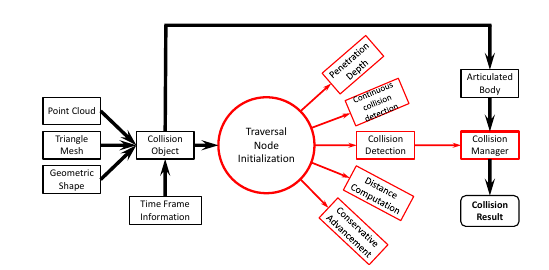 Point Cloud
Triangle
Mesh
Geometric
Shape
Collision
Object
Time Frame
Information
Traversal
Node
Initialization
Penetration
Depth
Continuous
collision
detection
Collision
Detection
Distance
Computation
Conservative
Advancement
Articulated
Body
Collision
Manager
Collision
Result